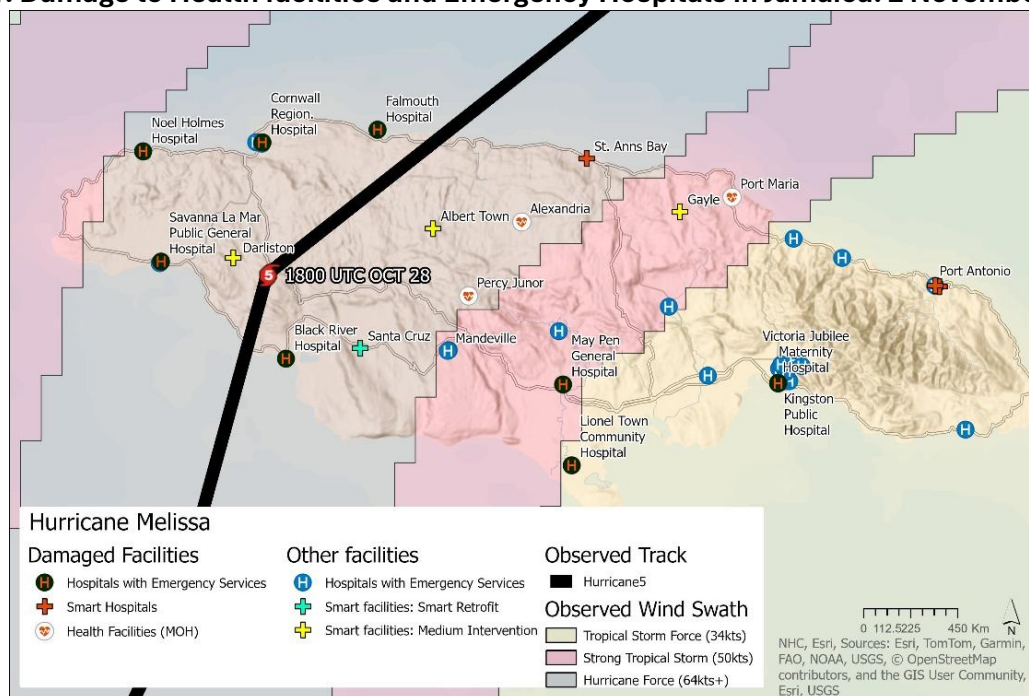 Damage to Health facilities and Emergency Hospitals in Jamaica. 2 Novembe
Noel Holmes
Hospital
Cornwall
Region.
Hospital
Falmouth
Hospital
St. Anns Bay
Port Maria
Gayle
Savanna La Mar
Public General
Hospital
Darliston
Albert Town
Alexandria
5
1800 UTC OCT 28
Percy Junor
Port Antonio
Black River
Hospital
Santa Cruz
Mandeville
May Pen
General
Hospital
Victoria Jubilee
Maternity
Hospital
Kingston
Public
Hospital
Lionel Town
Community
Hospital
Hurricane Melissa
Damaged Facilities
H Hospitals with Emergency Services
Smart Hospitals
Health Facilities (MOH)
Other facilities
H Hospitals with Emergency Services
Smart facilities: Smart Retrofit
Smart facilities: Medium Intervention
Observed Track
Hurricane5
Observed Wind Swath
Tropical Storm Force (34kts)
Strong Tropical Storm (50kts)
Hurricane Force (64kts+)
0 112.5225 450 Km
N
NHC, Esri, Sources: Esri, TomTom, Garmin,
FAO, NOAA, USGS, © OpenStreetMap
contributors, and the GIS User Community,
Esri, USGS